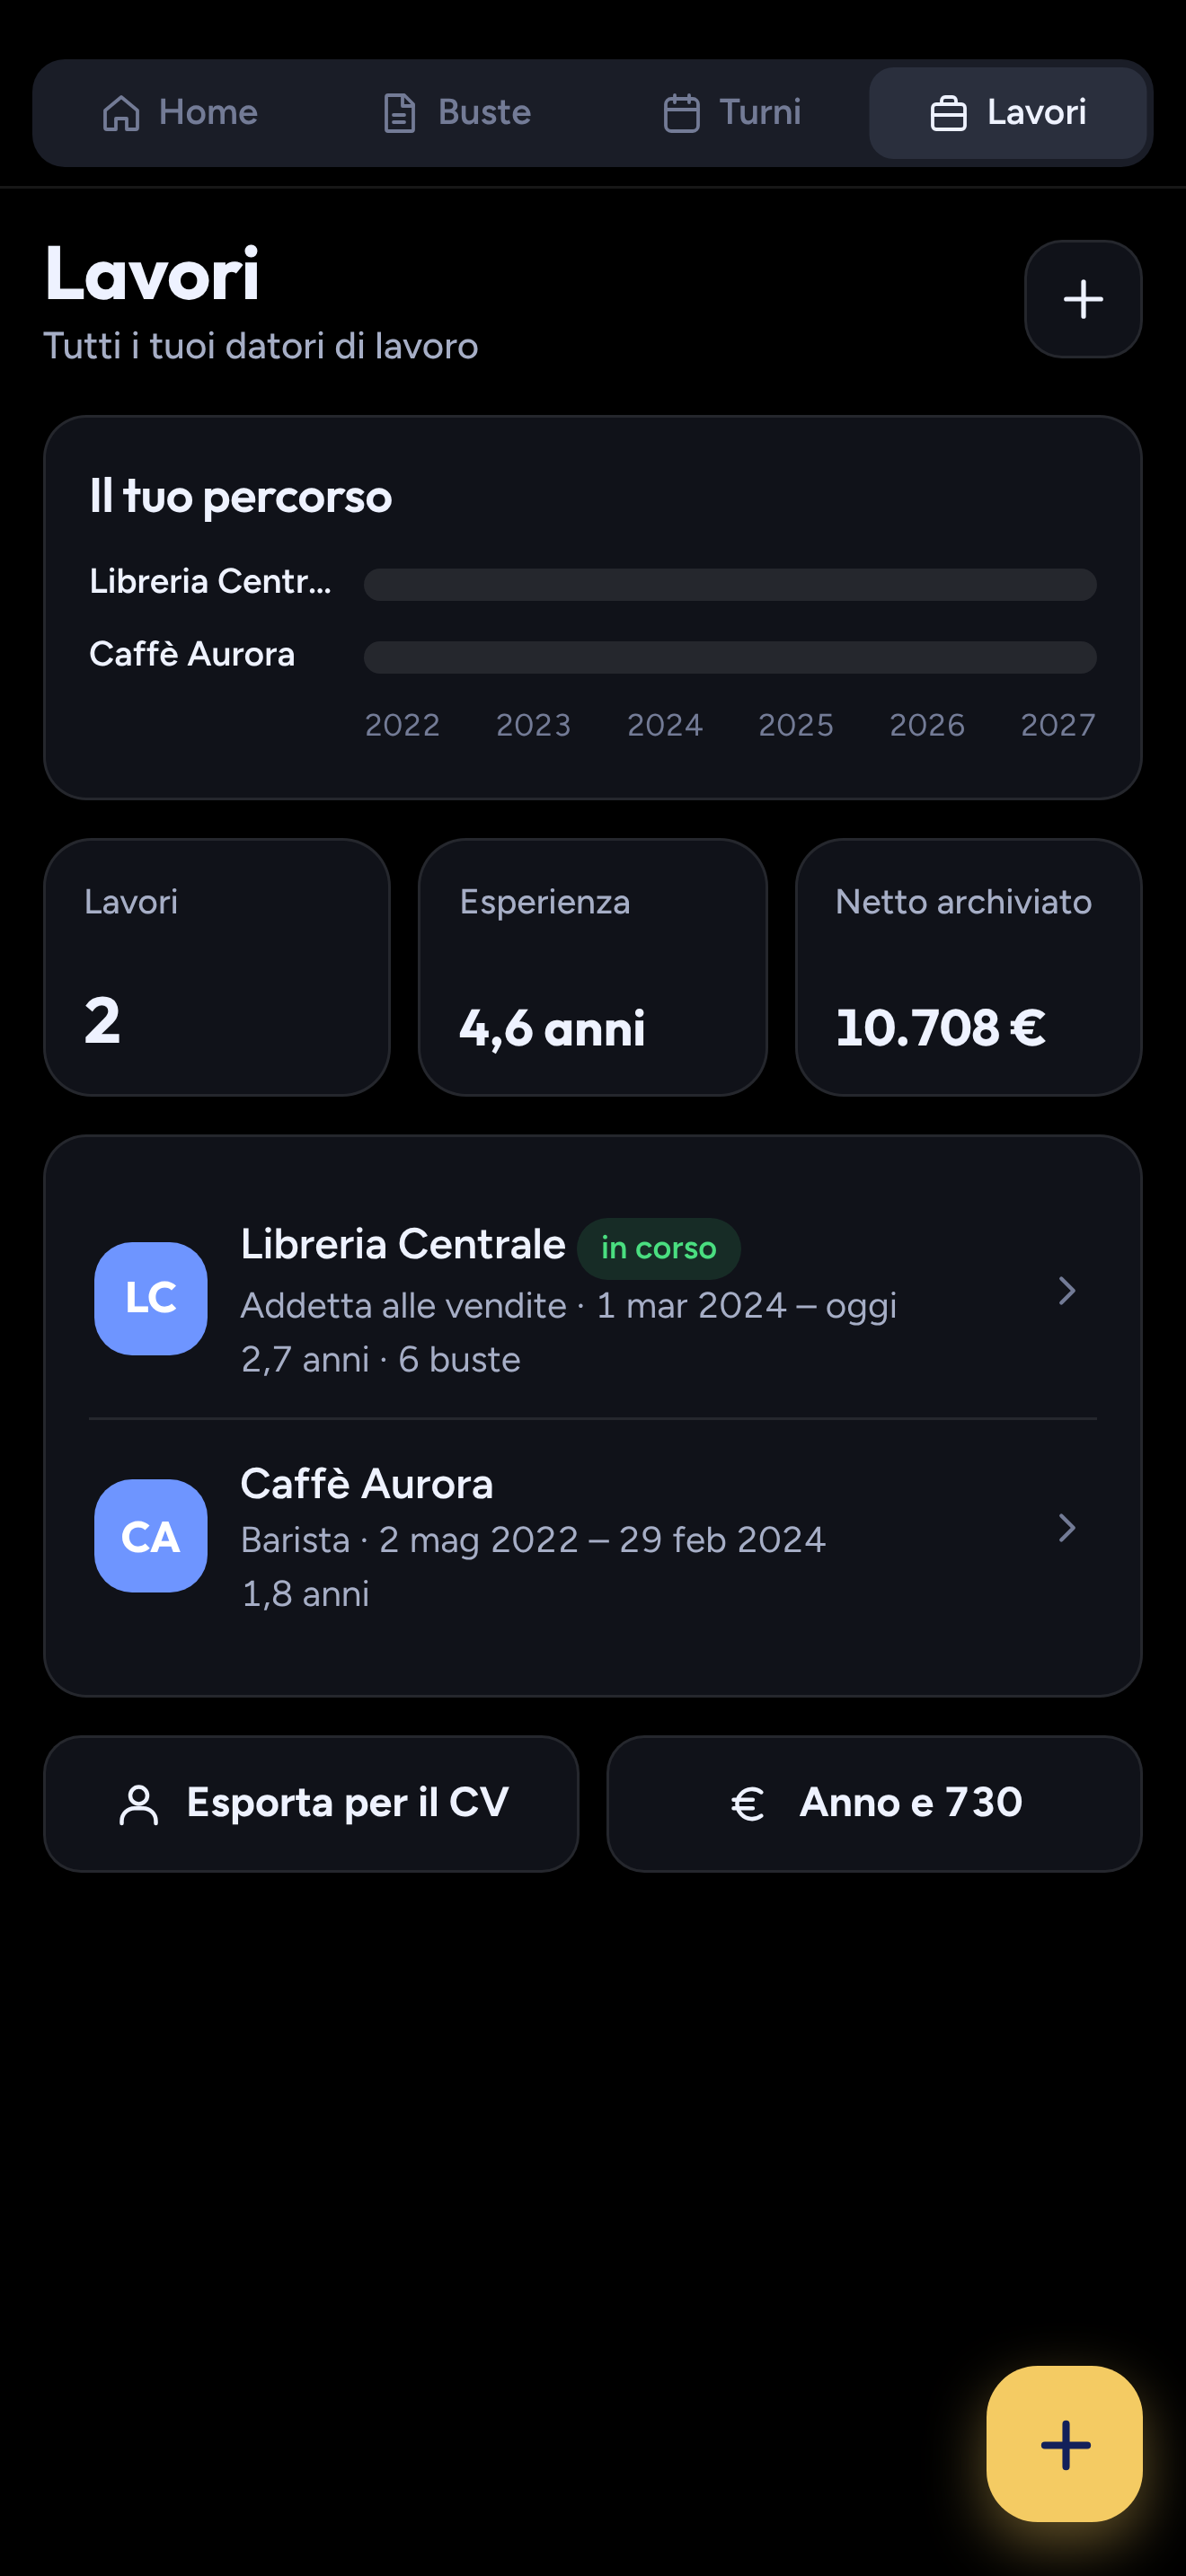 Home Buste Turni Lavori
Lavori
Tutti i tuoi datori di lavoro
Il tuo percorso
Libreria Centr...
Caffè Aurora
2022 2023 2024 2025 2026 2027
Lavori Esperienza Netto archiviato
2 4,6 anni 10.708 €
Libreria Centrale in corso
Addetta alle vendite · 1 mar 2024 – oggi
2,7 anni · 6 buste
LC
Caffè Aurora
Barista · 2 mag 2022 – 29 feb 2024
1,8 anni
CA
Esporta per il CV € Anno e 730